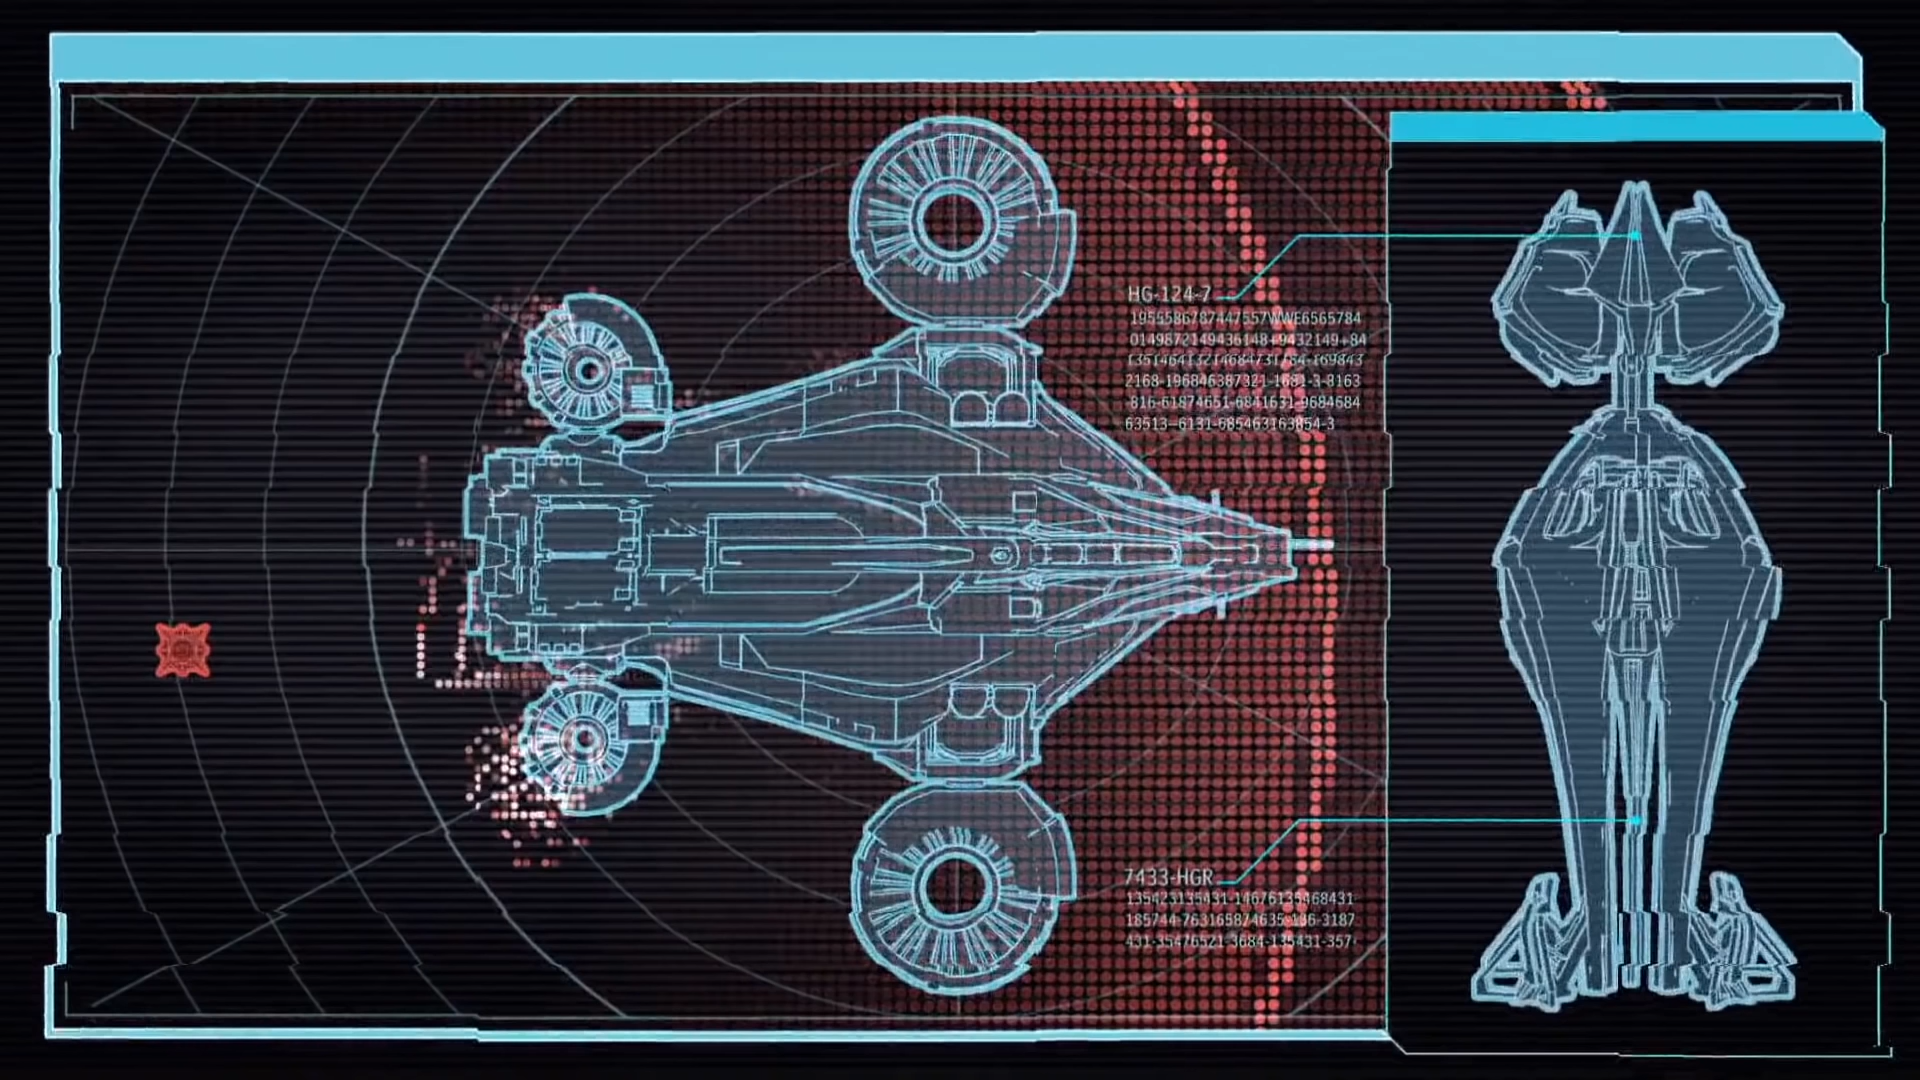 HG-124-7
1955586787447557WWE6565784
0149872149436148+9432149+84
2168-196846387321-1681-3-8163
-816-61874651-6841631-9684684
63513--6131-685463163854-3
7433-HGR
135423135431-14676135468431
185744-763165874635-136-3187
431-35476521-3684-135431-357-